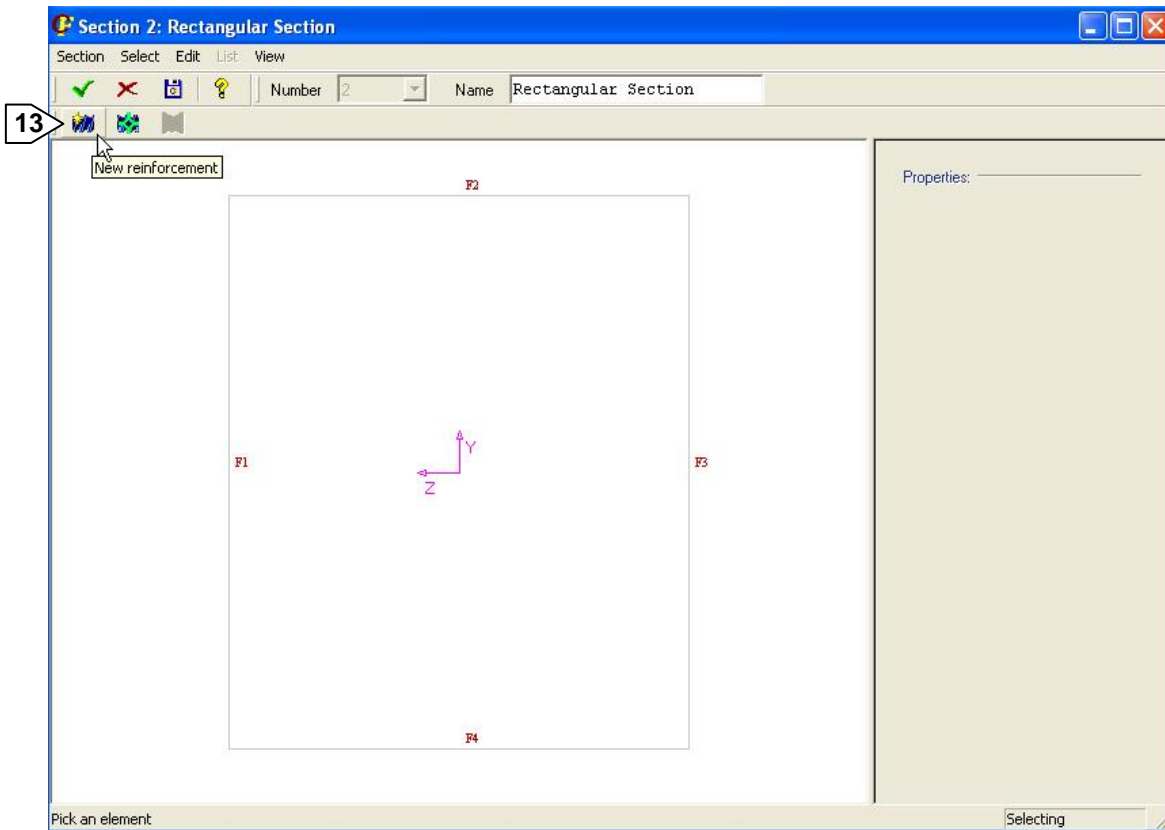 Section 2: Rectangular Section
Section Select Edit List View
Number 2 Name Rectangular Section
13
New reinforcement
F2
Properties:
Y
F1 F3
Z
F4
Pick an element Selecting